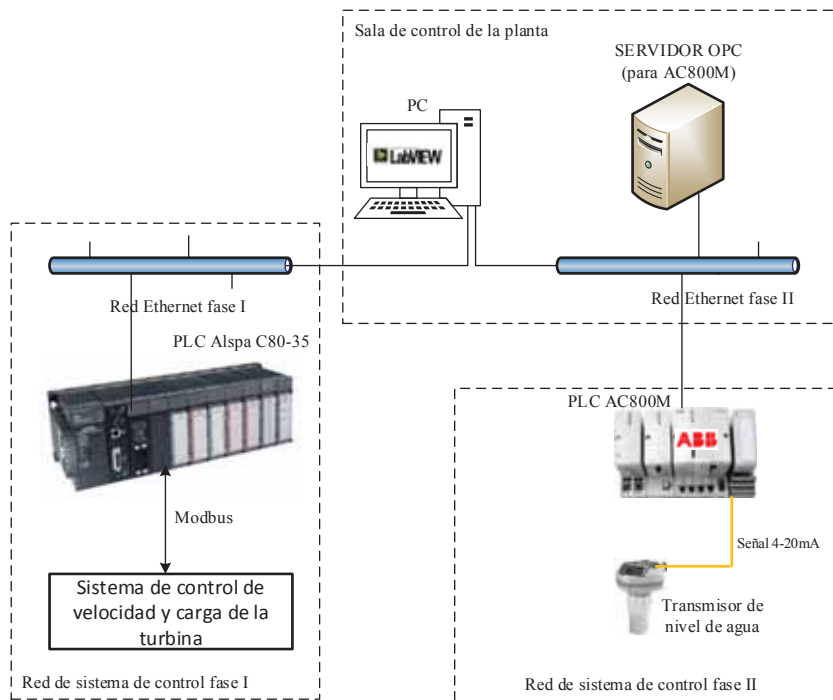 Sala de control de la planta
SERVIDOR OPC
(para AC800M)
PC
LabVIEW
Red Ethernet fase I
Red Ethernet fase II
PLC Alspa C80-35
PLC AC800M
ABB
Modbus
Señal 4-20mA
Sistema de control de
velocidad y carga de la
turbina
Transmisor de
nivel de agua
Red de sistema de control fase I
Red de sistema de control fase II